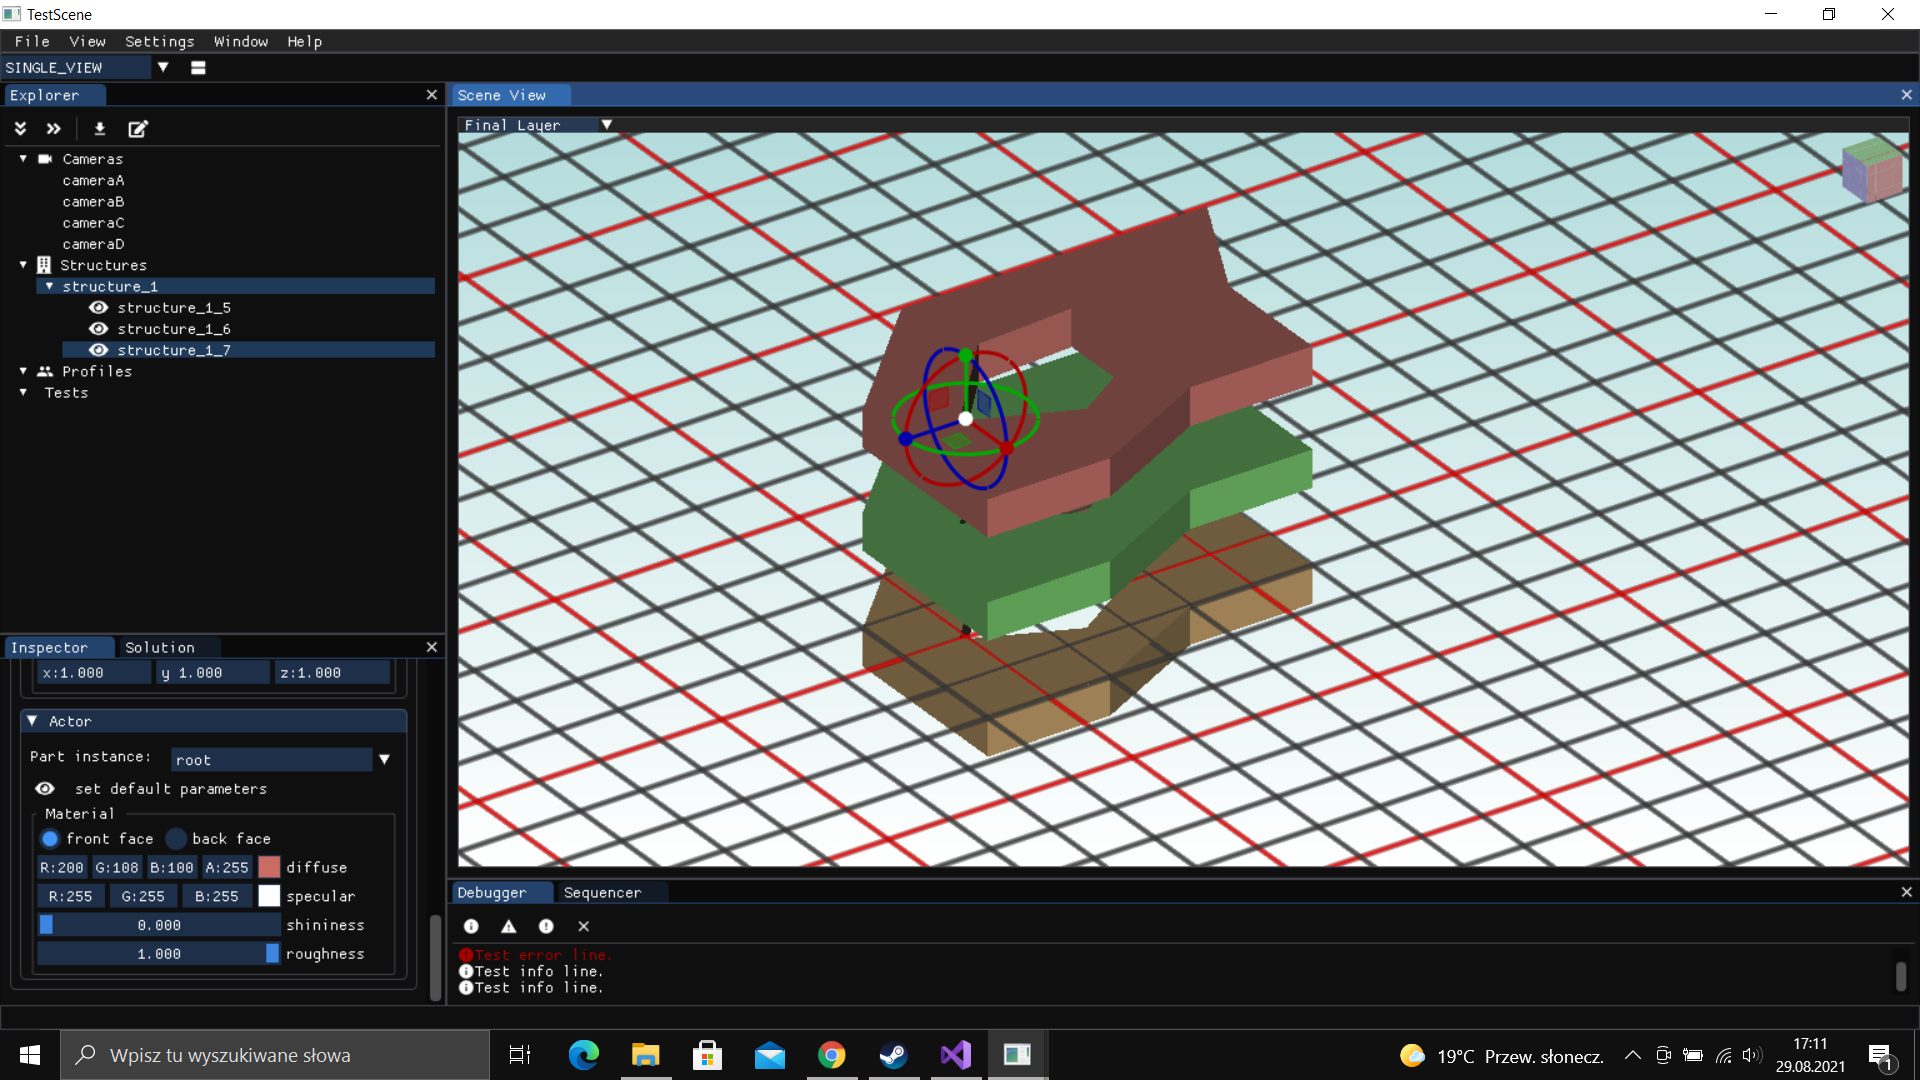 TestScene
File View Settings Window Help
SINGLE_VIEW
Explorer
Cameras
cameraA
cameraB
cameraC
cameraD
Structures
structure_1
structure_1_5
structure_1_6
structure_1_7
Profiles
Tests
Scene View
Final Layer
Inspector Solution
x:1.000 y 1.000 z:1.000
Actor
Part instance: root
set default parameters
Material
front face back face
R:200 G:108 B:100 A:255 diffuse
R:255 G:255 B:255 specular
0.000 shininess
1.000 roughness
Debugger Sequencer
Test error line.
Test info line.
Test info line.
Wpisz tu wyszukiwane słowa
19°C Przew. słonecz.
17:11
29.08.2021
1